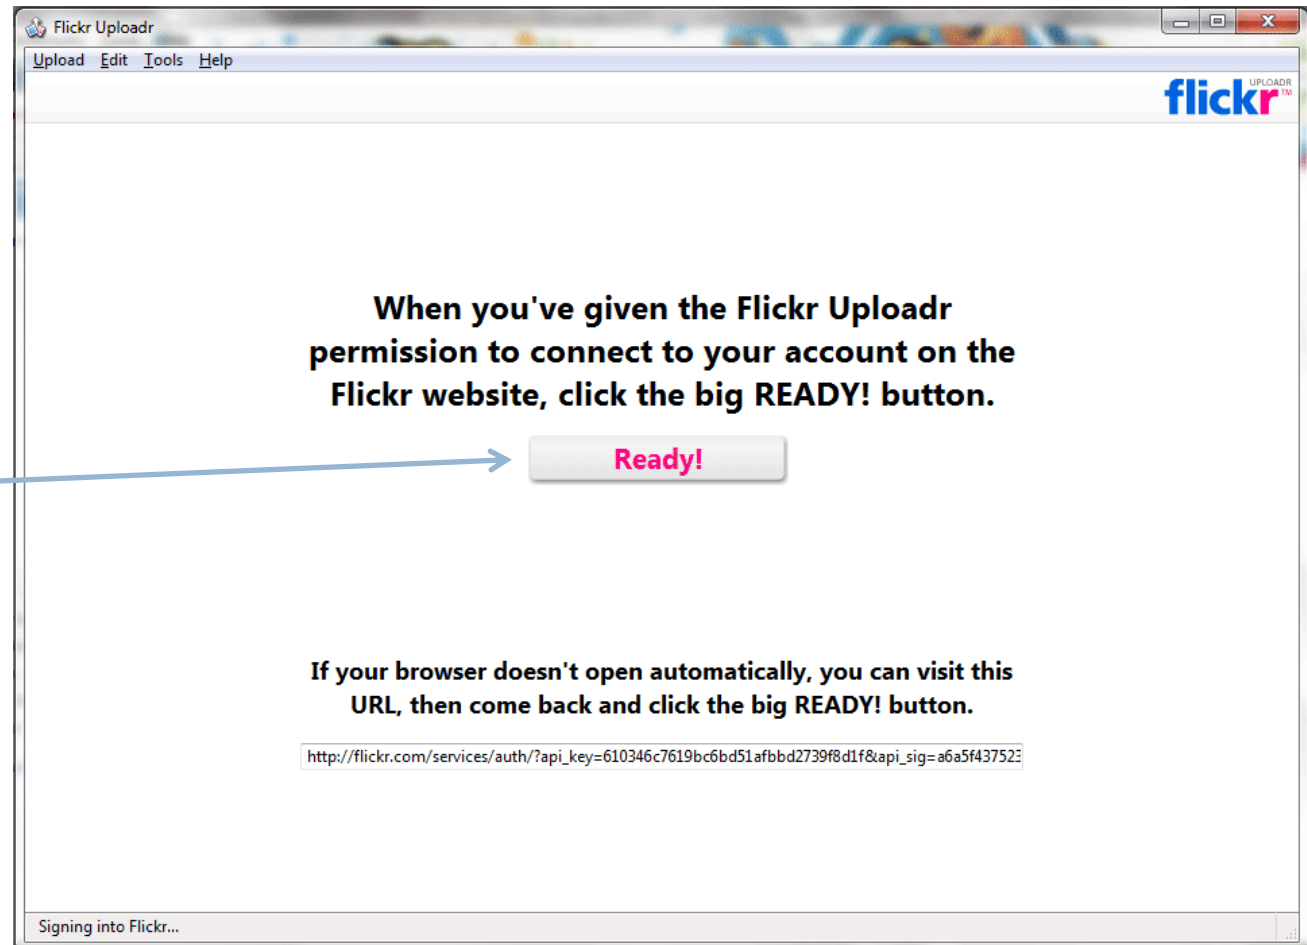 Flickr Uploadr
Upload Edit Tools Help
UPLOADR
flickr™
When you've given the Flickr Uploadr
permission to connect to your account on the
Flickr website, click the big READY! button.
Ready!
If your browser doesn't open automatically, you can visit this
URL, then come back and click the big READY! button.
http://flickr.com/services/auth/?api_key=610346c7619bc6bd51afbbd2739f8d1f&api_sig=a6a5f437523
Signing into Flickr...